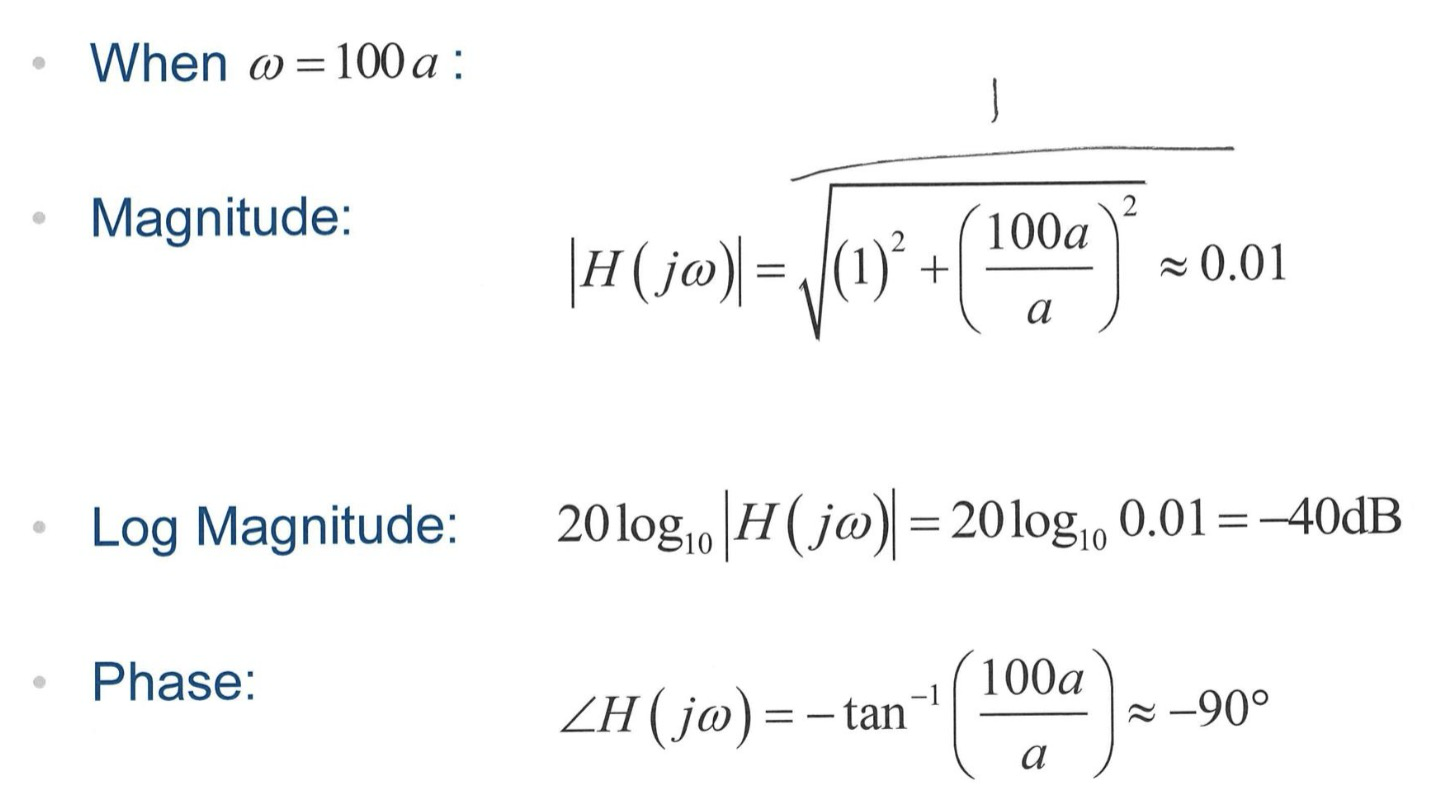 • When ω = 100a :
• Magnitude: |H(jω)| = 1 / √((1)² + (100a / a)²) ≈ 0.01
• Log Magnitude: 20log₁₀|H(jω)| = 20log₁₀ 0.01 = –40dB
• Phase: ∠H(jω) = – tan⁻¹(100a / a) ≈ –90°